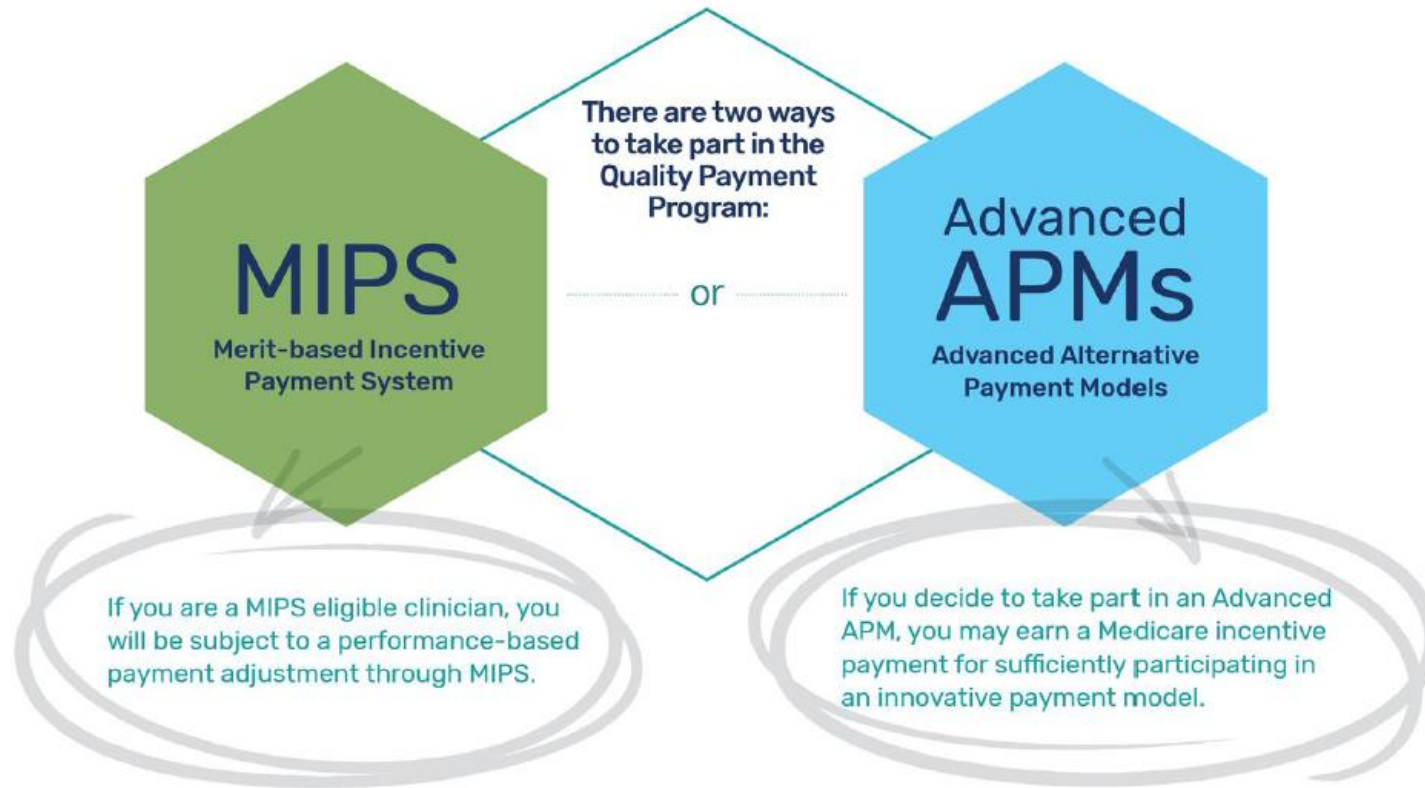 There are two ways
to take part in the
Quality Payment
Program:
MIPS
Merit-based Incentive
Payment System
or
Advanced
APMs
Advanced Alternative
Payment Models
If you are a MIPS eligible clinician, you
will be subject to a performance-based
payment adjustment through MIPS.
If you decide to take part in an Advanced
APM, you may earn a Medicare incentive
payment for sufficiently participating in
an innovative payment model.